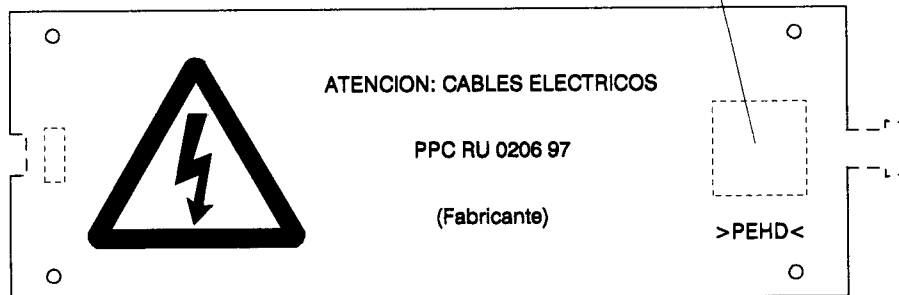 ATENCION: CABLES ELECTRICOS
PPC RU 0206 97
(Fabricante)
>PEHD<